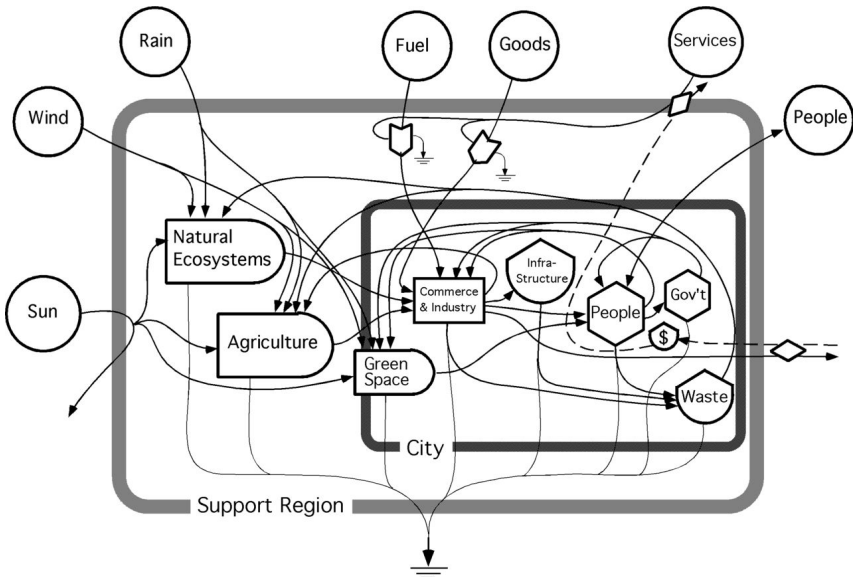 Rain
Fuel
Goods
Services
Wind
People
Natural
Ecosystems
Infra-
Structure
Commerce
& Industry
People
Gov't
Sun
Agriculture
$
Green
Space
Waste
City
Support Region